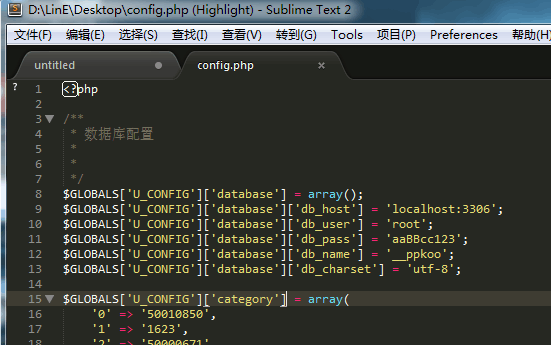 D:\LinE\Desktop\config.php (Highlight) - Sublime Text 2
文件(F) 编辑(E) 选择(S) 查找(I) 查看(V) 转到(G) Tools 项目(P) Preferences 帮助(H)
untitled config.php ×
? 1 <?php
2
3 /**
4 * 数据库配置
5 *
6 *
7 */
8 $GLOBALS['U_CONFIG']['database'] = array();
9 $GLOBALS['U_CONFIG']['database']['db_host'] = 'localhost:3306';
10 $GLOBALS['U_CONFIG']['database']['db_user'] = 'root';
11 $GLOBALS['U_CONFIG']['database']['db_pass'] = 'aaBBcc123';
12 $GLOBALS['U_CONFIG']['database']['db_name'] = '__ppkoo';
13 $GLOBALS['U_CONFIG']['database']['db_charset'] = 'utf-8';
14
15 $GLOBALS['U_CONFIG']['category'] = array(
16 '0' => '50010850',
17 '1' => '1623',
18 '2' => '50000671',